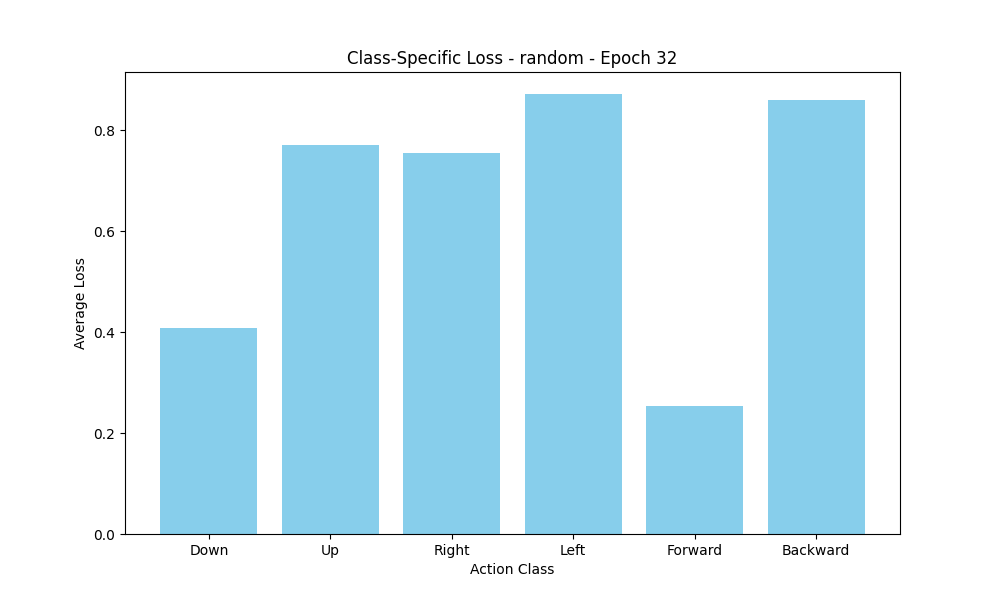 Class-Specific Loss - random - Epoch 32
Average Loss
0.8
0.6
0.4
0.2
0.0
Down Up Right Left Forward Backward
Action Class